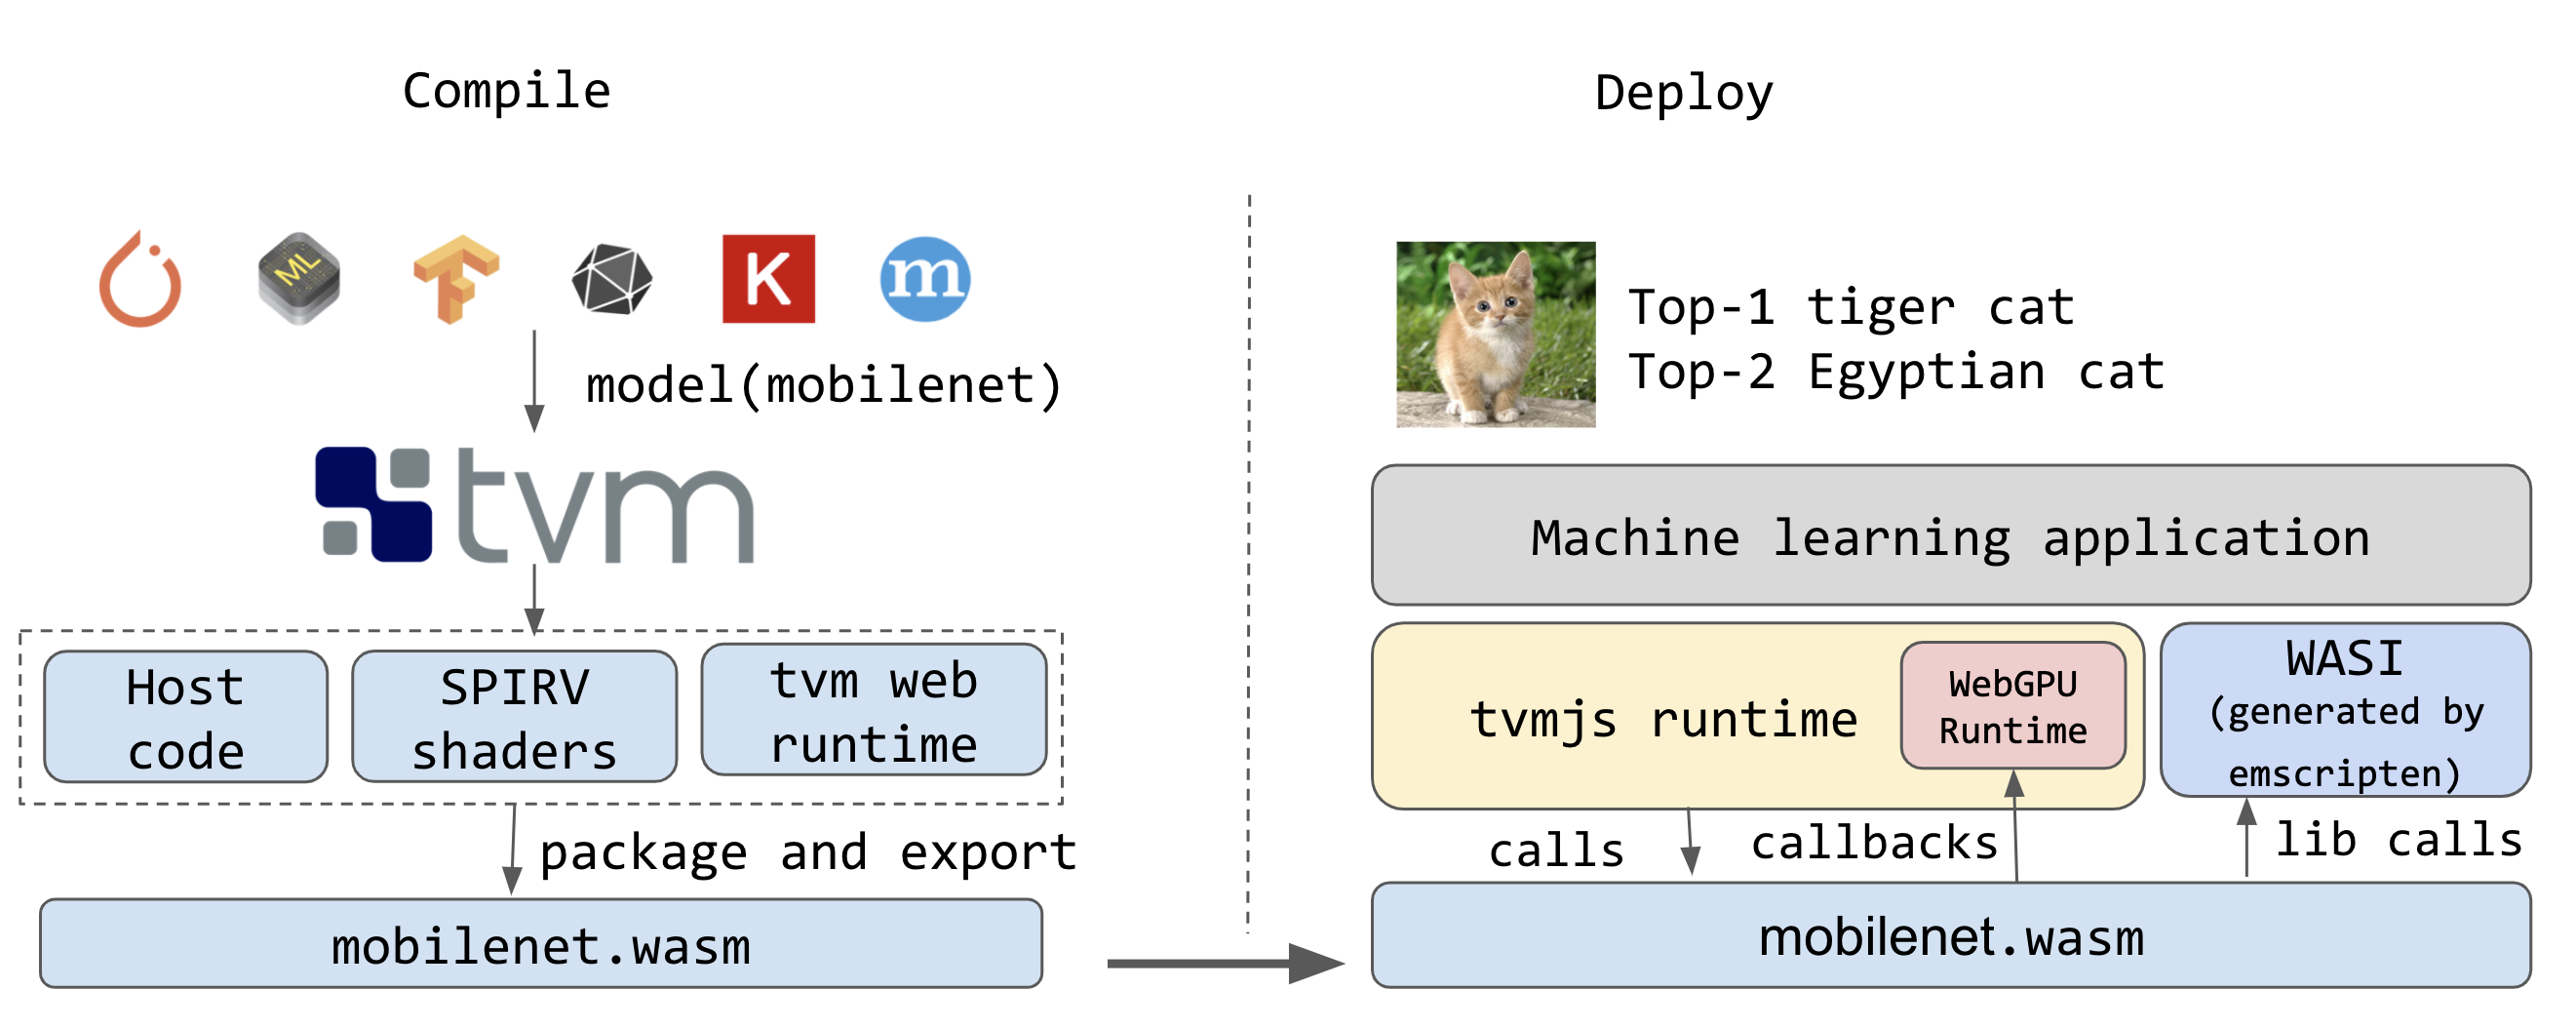 Compile
ML
K
m
model(mobilenet)
tvm
Host
code
SPIRV
shaders
tvm web
runtime
package and export
mobilenet.wasm
Deploy
Top-1 tiger cat
Top-2 Egyptian cat
Machine learning application
tvmjs runtime
WebGPU
Runtime
WASI
(generated by
emscripten)
calls
callbacks
lib calls
mobilenet.wasm